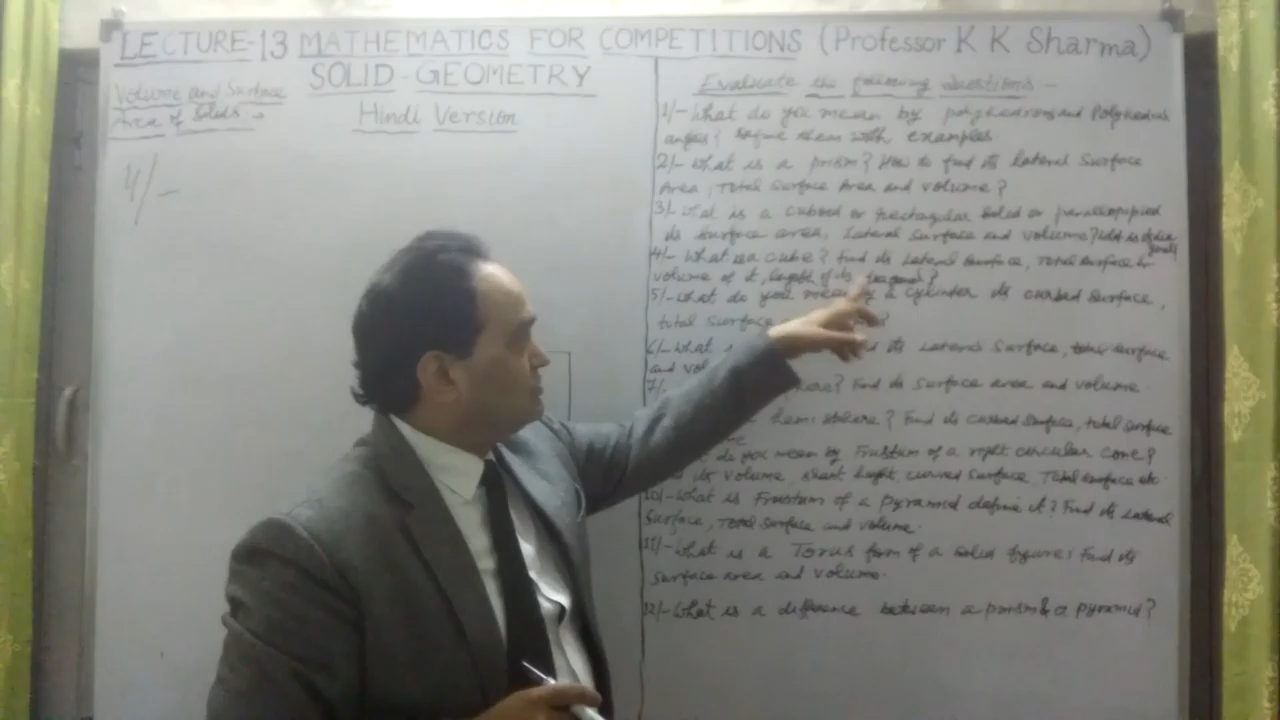 LECTURE-13 MATHEMATICS FOR COMPETITIONS (Professor K K Sharma)
SOLID-GEOMETRY
Hindi Version
Volume and Surface
Area of Solids →
1/-
Evaluate the following questions:-
1/- What do you mean by polyhedrons and Polyhedral
angles? Define them with examples.
2/- What is a prism? How to find its lateral Surface
Area, Total Surface Area and volume?
3/- What is a cuboid or rectangular solid or
its surface area, Lateral Surface and volume? What is
4/- What is a cube? Find its Lateral Surface, Total Surface &
volume of it, length of its
5/- What do you mean by a cylinder its curved surface,
total surface
6/- What its Lateral Surface, total surface
and vol
7/- Find its surface area and volume.
hemi sphere? Find its curved surface, total surface
do you mean by Frustum of a right circular cone?
its volume, slant height, curved surface, Total surface etc.
10/- What is Frustum of a pyramid define it? Find its Lateral
Surface, Total Surface and volume.
11/- What is a Torus form of a solid figure? Find its
surface area and volume.
12/- What is a difference between a prism & a pyramid?